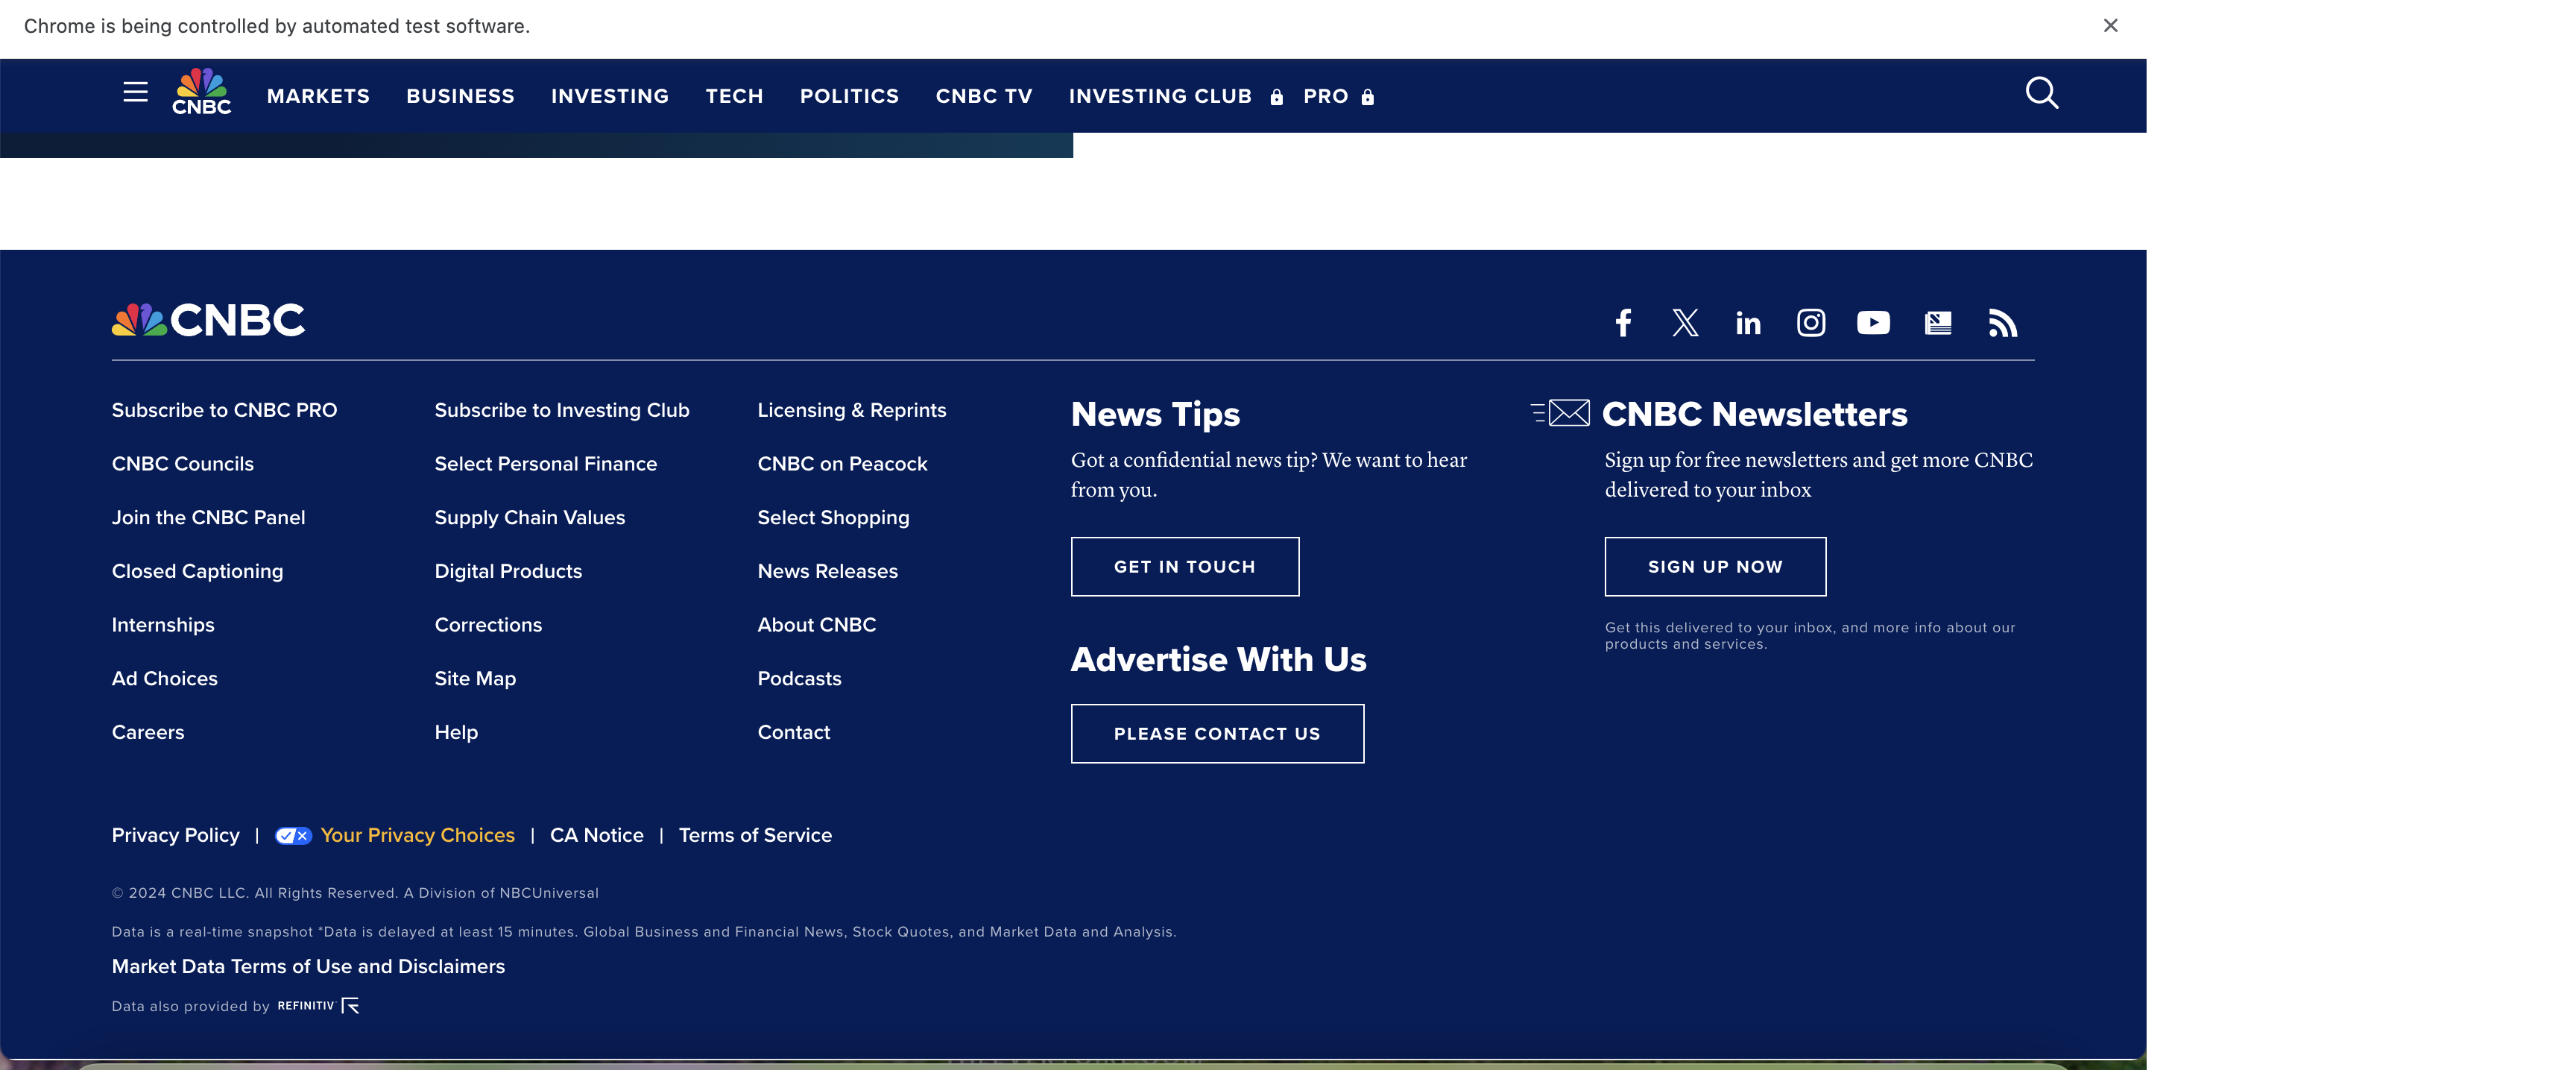 Chrome is being controlled by automated test software.
CNBC
MARKETS BUSINESS INVESTING TECH POLITICS CNBC TV INVESTING CLUB PRO
CNBC
Subscribe to CNBC PRO
CNBC Councils
Join the CNBC Panel
Closed Captioning
Internships
Ad Choices
Careers
Subscribe to Investing Club
Select Personal Finance
Supply Chain Values
Digital Products
Corrections
Site Map
Help
Licensing & Reprints
CNBC on Peacock
Select Shopping
News Releases
About CNBC
Podcasts
Contact
News Tips
Got a confidential news tip? We want to hear
from you.
GET IN TOUCH
Advertise With Us
PLEASE CONTACT US
CNBC Newsletters
Sign up for free newsletters and get more CNBC
delivered to your inbox
SIGN UP NOW
Get this delivered to your inbox, and more info about our
products and services.
Privacy Policy | Your Privacy Choices | CA Notice | Terms of Service
© 2024 CNBC LLC. All Rights Reserved. A Division of NBCUniversal
Data is a real-time snapshot *Data is delayed at least 15 minutes. Global Business and Financial News, Stock Quotes, and Market Data and Analysis.
Market Data Terms of Use and Disclaimers
Data also provided by REFINITIV